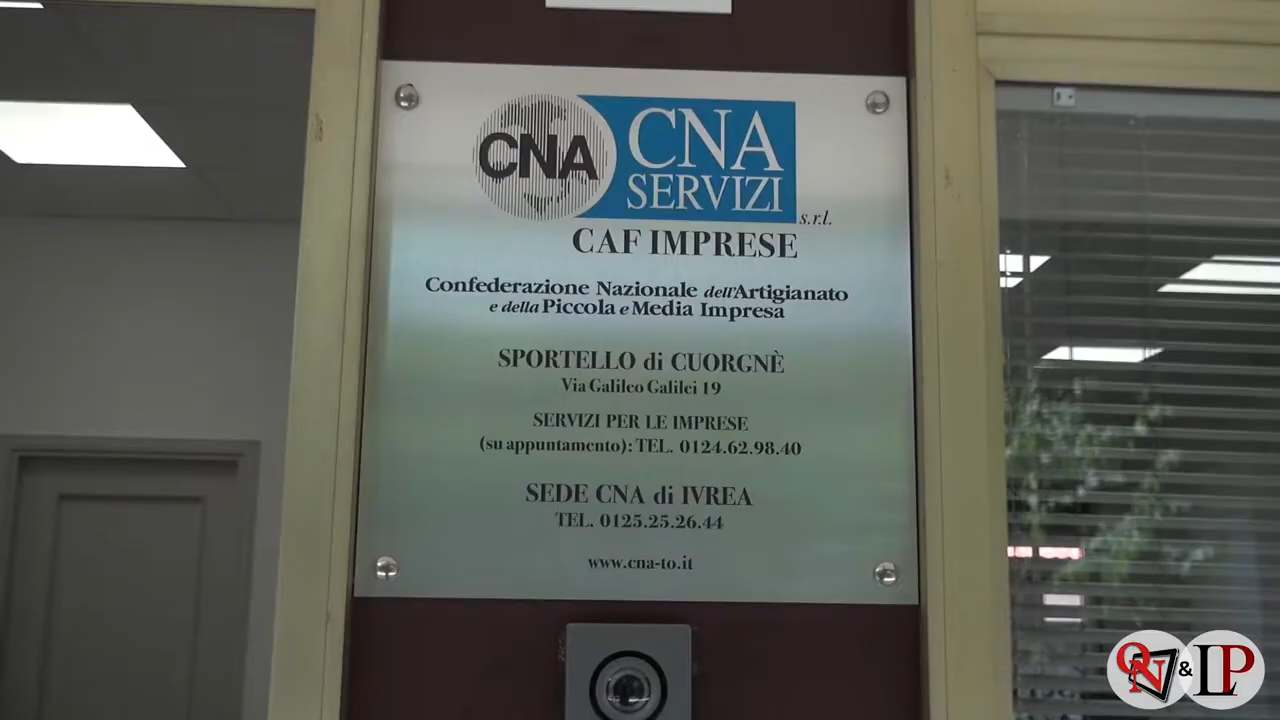 CNA
CNA
SERVIZI
s.r.l.
CAF IMPRESE
Confederazione Nazionale dell'Artigianato
e della Piccola e Media Impresa
SPORTELLO di CUORGNÈ
Via Galileo Galilei 19
SERVIZI PER LE IMPRESE
(su appuntamento): TEL. 0124.62.98.40
SEDE CNA di IVREA
TEL. 0125.25.26.44
www.cna-to.it
QN & LP